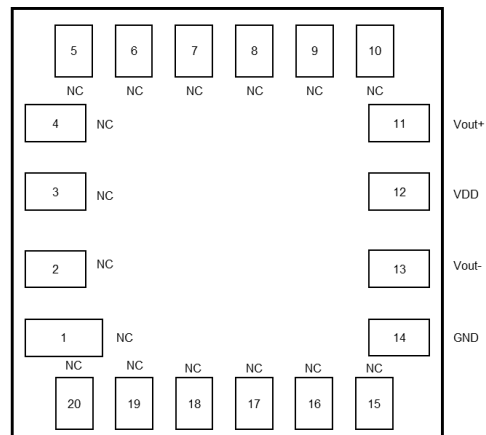 5 6 7 8 9 10
NC NC NC NC NC NC
4 NC 11 Vout+
3 NC 12 VDD
2 NC 13 Vout-
1 NC 14 GND
NC NC NC NC NC NC
20 19 18 17 16 15